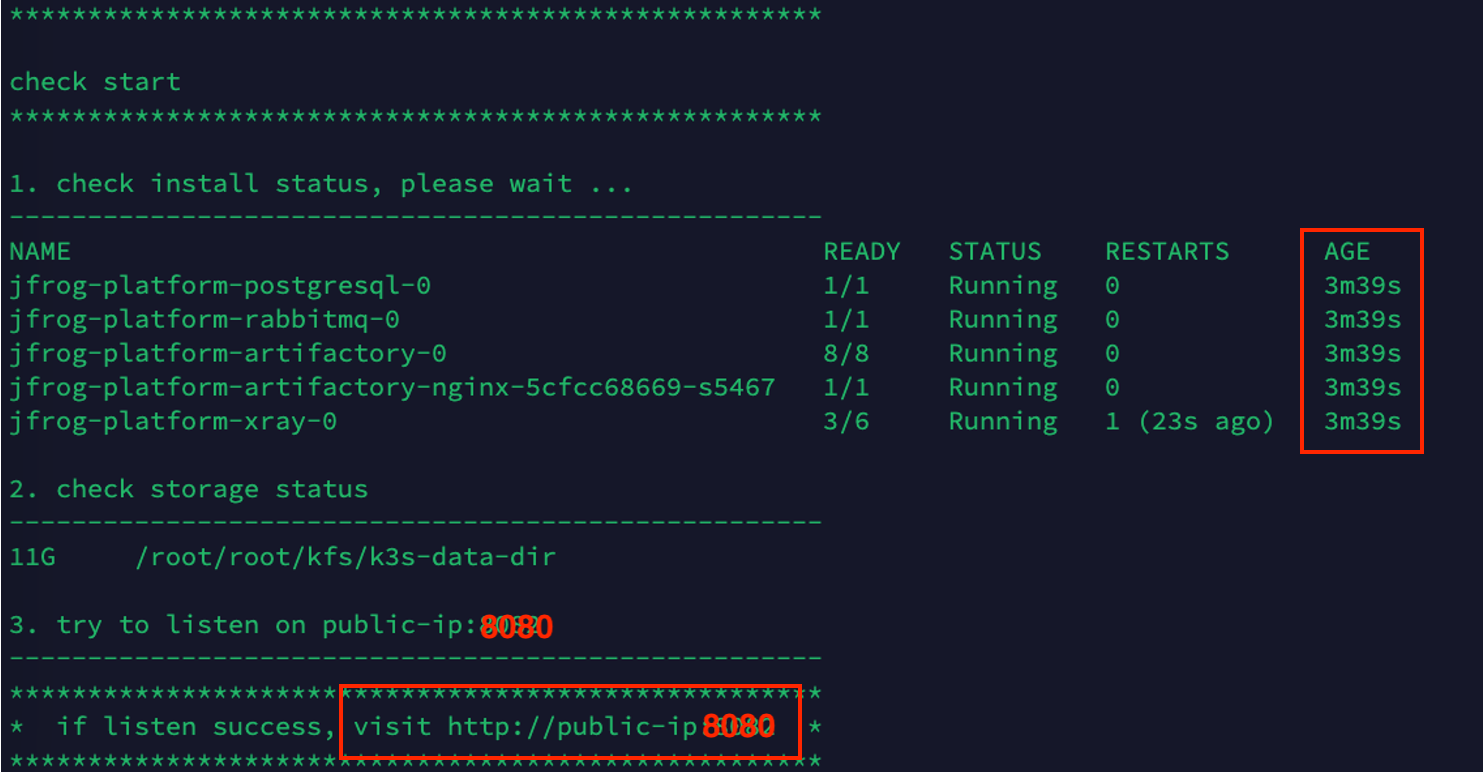 ****************************************************
check start
****************************************************
1. check install status, please wait ...
----------------------------------------------------
NAME READY STATUS RESTARTS AGE
jfrog-platform-postgresql-0 1/1 Running 0 3m39s
jfrog-platform-rabbitmq-0 1/1 Running 0 3m39s
jfrog-platform-artifactory-0 8/8 Running 0 3m39s
jfrog-platform-artifactory-nginx-5cfcc68669-s5467 1/1 Running 0 3m39s
jfrog-platform-xray-0 3/6 Running 1 (23s ago) 3m39s
2. check storage status
----------------------------------------------------
11G /root/root/kfs/k3s-data-dir
3. try to listen on public-ip:8080
----------------------------------------------------
****************************************************
* if listen success, visit http://public-ip:8080 *
****************************************************